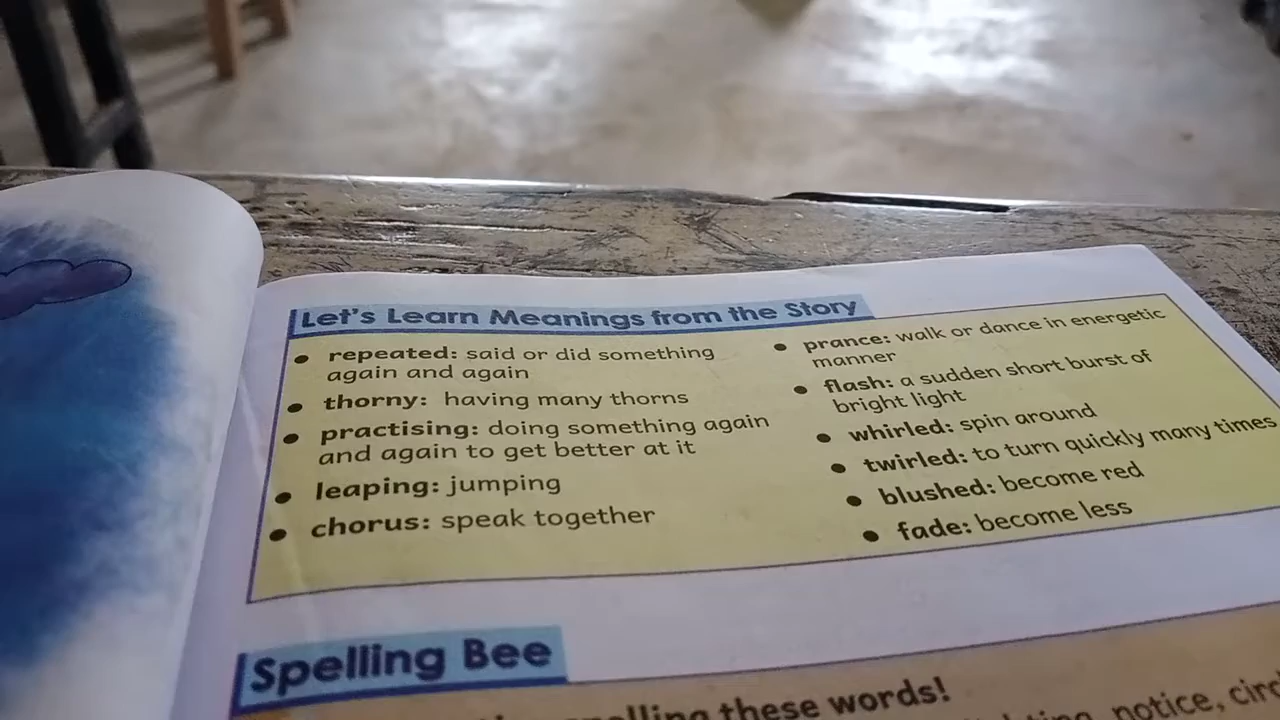 Let's Learn Meanings from the Story
• repeated: said or did something
again and again
• thorny: having many thorns
• practising: doing something again
and again to get better at it
• leaping: jumping
• chorus: speak together
• prance: walk or dance in energetic
manner
• flash: a sudden short burst of
bright light
• whirled: spin around
• twirled: to turn quickly many times
• blushed: become red
• fade: become less
Spelling Bee
these words!
notice,